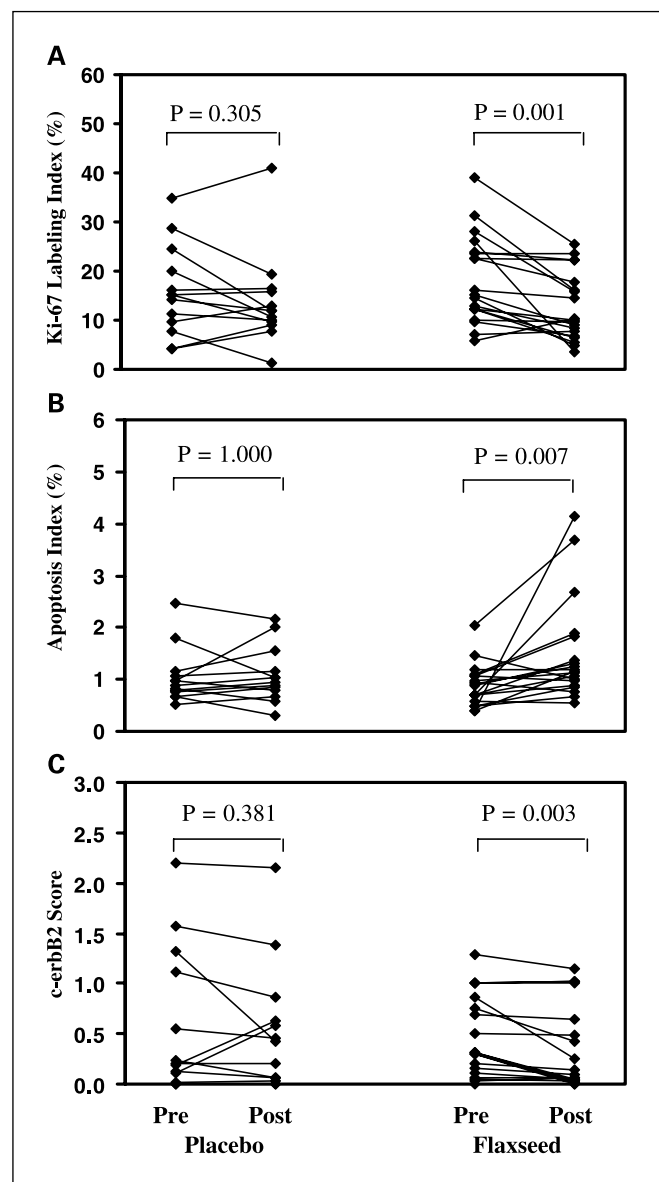 A
60
50
40
30
20
10
0
Ki-67 Labeling Index (%)
P = 0.305
P = 0.001
B
6
5
4
3
2
1
0
Apoptosis Index (%)
P = 1.000
P = 0.007
C
3.0
2.5
2.0
1.5
1.0
0.5
0.0
c-erbB2 Score
P = 0.381
P = 0.003
Pre Post Pre Post
Placebo Flaxseed